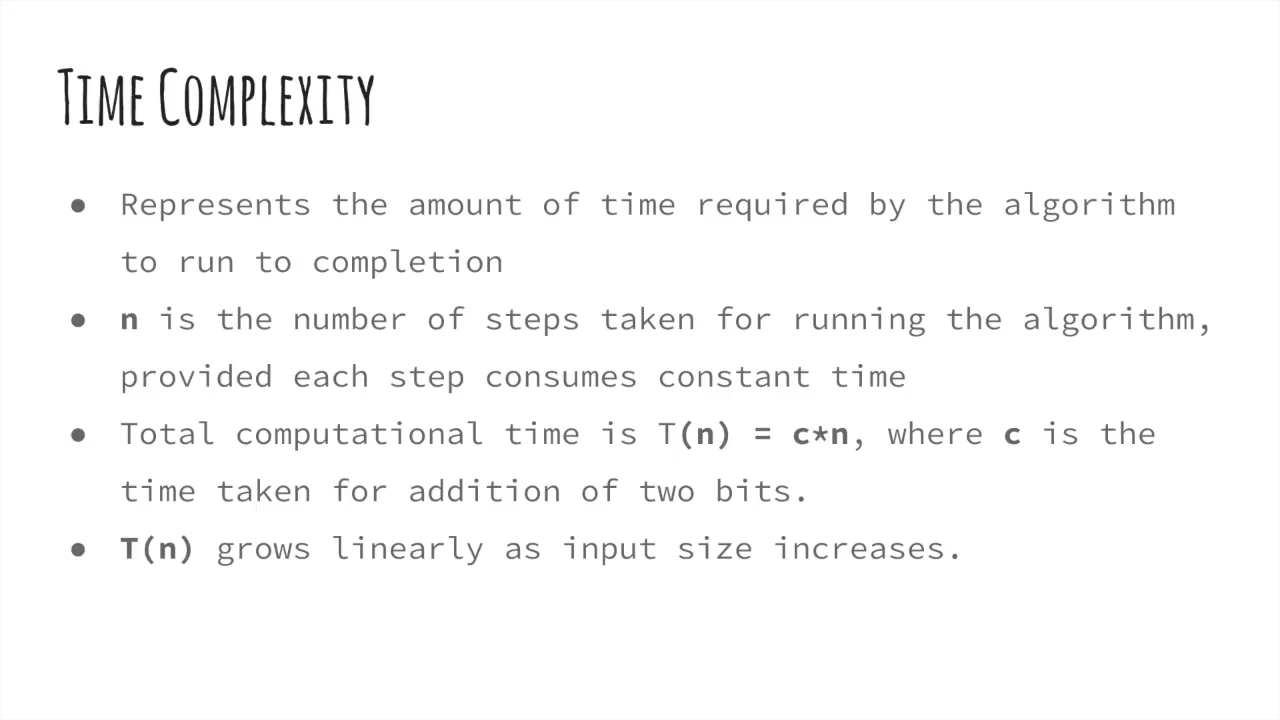 Time Complexity
● Represents the amount of time required by the algorithm
to run to completion
● n is the number of steps taken for running the algorithm,
provided each step consumes constant time
● Total computational time is T(n) = c*n, where c is the
time taken for addition of two bits.
● T(n) grows linearly as input size increases.